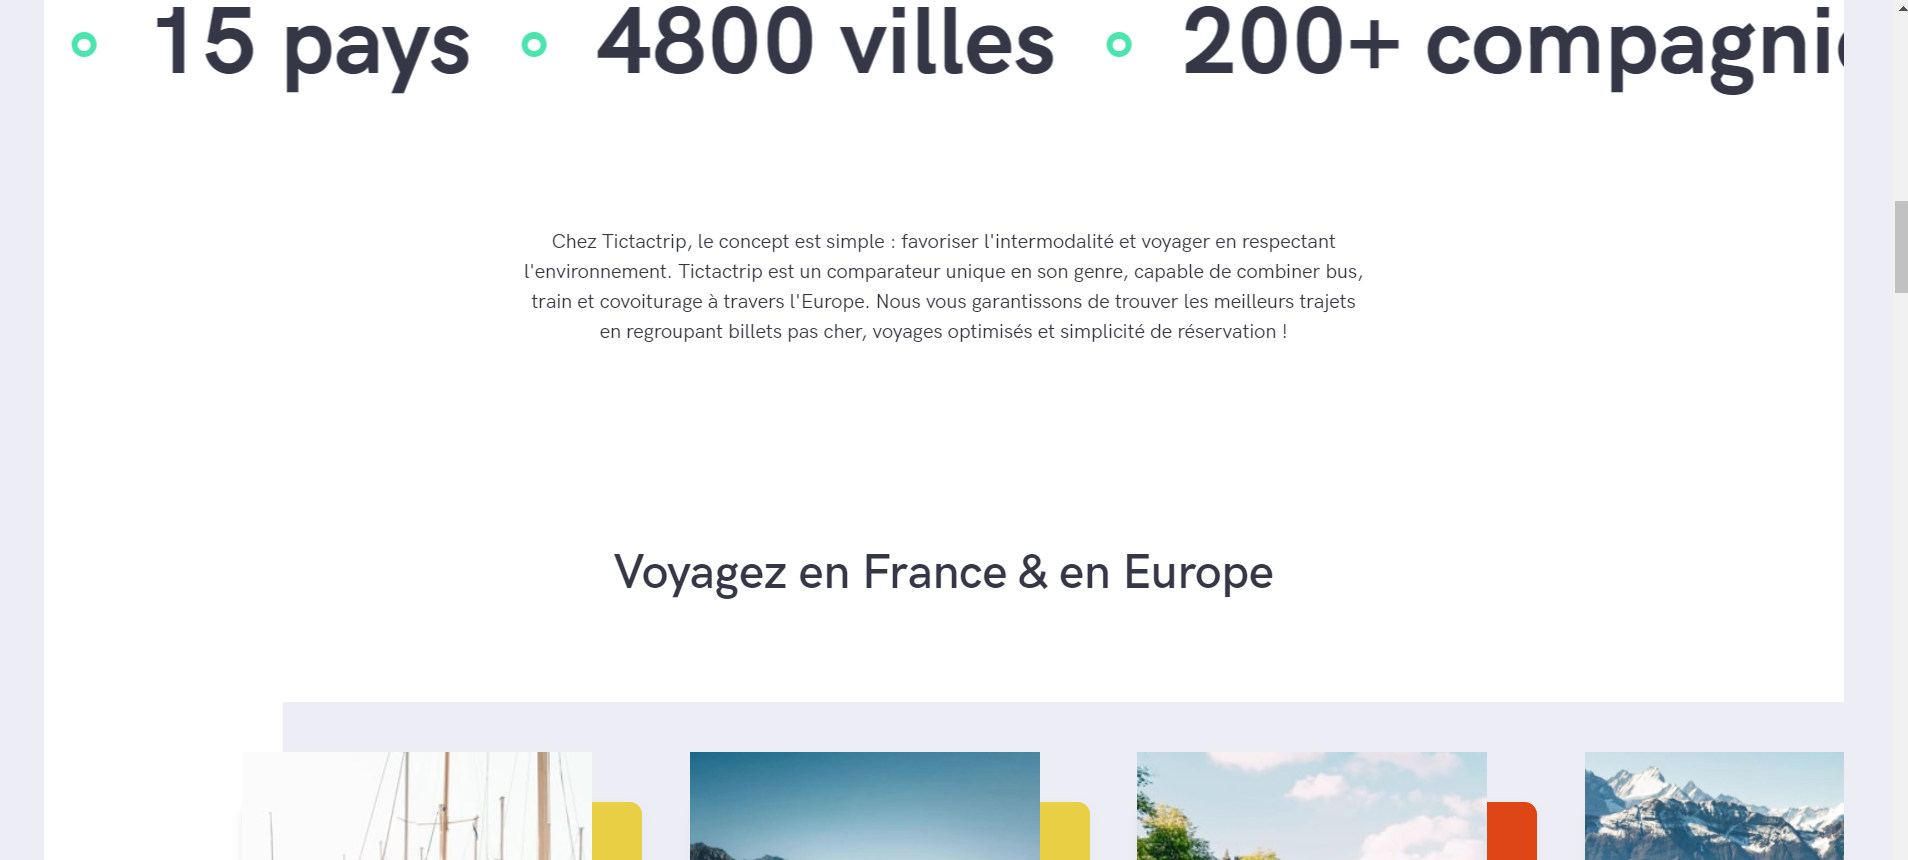 15 pays 4800 villes 200+
Chez Tictactrip, le concept est simple : favoriser l'intermodalité et voyager en respectant
l'environnement. Tictactrip est un comparateur unique en son genre, capable de combiner bus,
train et covoiturage à travers l'Europe. Nous vous garantissons de trouver les meilleurs trajets
en regroupant billets pas cher, voyages optimisés et simplicité de réservation !
Voyagez en France & en Europe